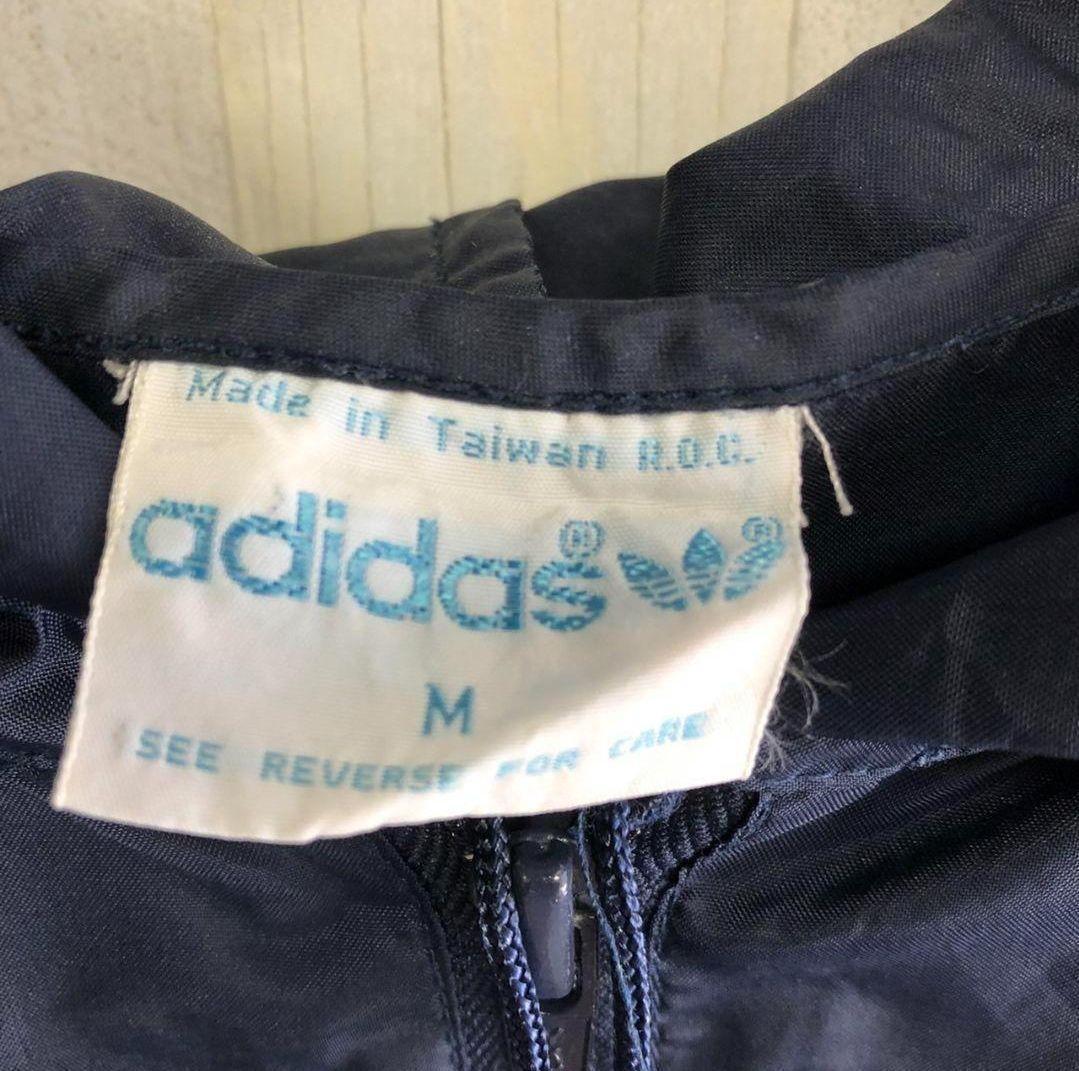 Made in Taiwan R.O.C.
adidas®
®
M
SEE REVERSE FOR CARE